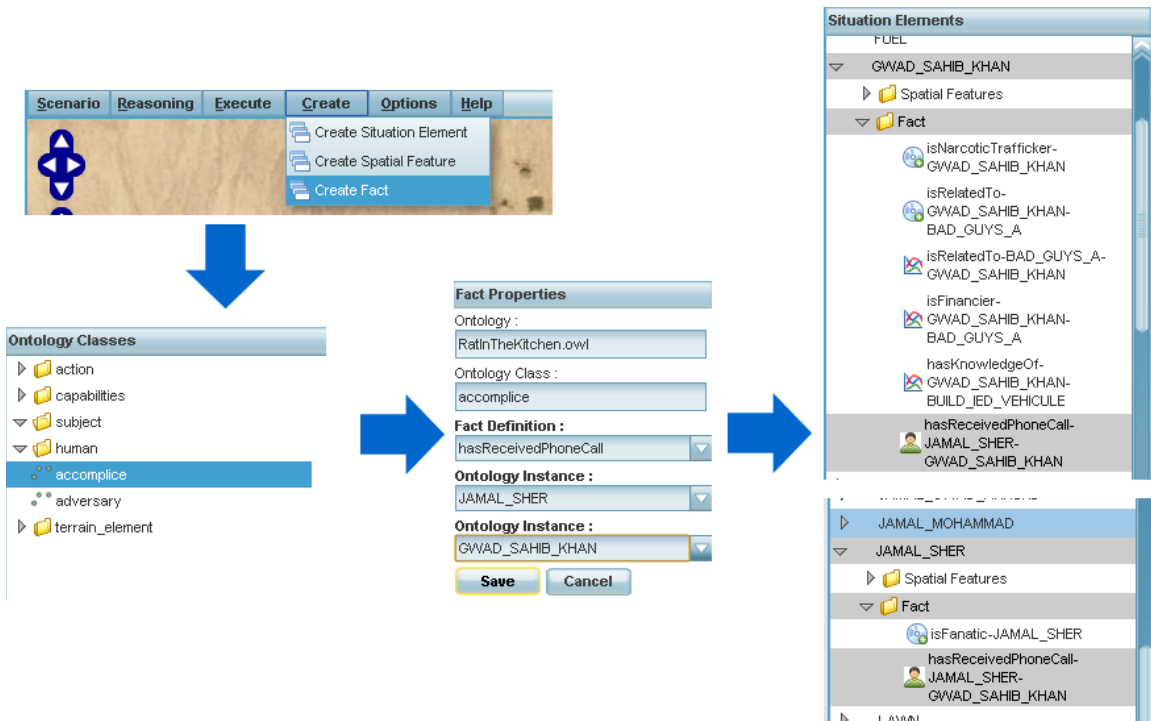 Scenario Reasoning Execute Create Options Help
Create Situation Element
Create Spatial Feature
Create Fact
Ontology Classes
action
capabilities
subject
human
accomplice
adversary
terrain_element
Fact Properties
Ontology :
RatInTheKitchen.owl
Ontology Class :
accomplice
Fact Definition :
hasReceivedPhoneCall
Ontology Instance :
JAMAL_SHER
Ontology Instance :
GWAD_SAHIB_KHAN
Save Cancel
Situation Elements
FUEL
GWAD_SAHIB_KHAN
Spatial Features
Fact
isNarcoticTrafficker-
GWAD_SAHIB_KHAN
isRelatedTo-
GWAD_SAHIB_KHAN-
BAD_GUYS_A
isRelatedTo-BAD_GUYS_A-
GWAD_SAHIB_KHAN
isFinancier-
GWAD_SAHIB_KHAN-
BAD_GUYS_A
hasKnowledgeOf-
GWAD_SAHIB_KHAN-
BUILD_IED_VEHICULE
hasReceivedPhoneCall-
JAMAL_SHER-
GWAD_SAHIB_KHAN
JAMAL_MOHAMMAD
JAMAL_SHER
Spatial Features
Fact
isFanatic-JAMAL_SHER
hasReceivedPhoneCall-
JAMAL_SHER-
GWAD_SAHIB_KHAN